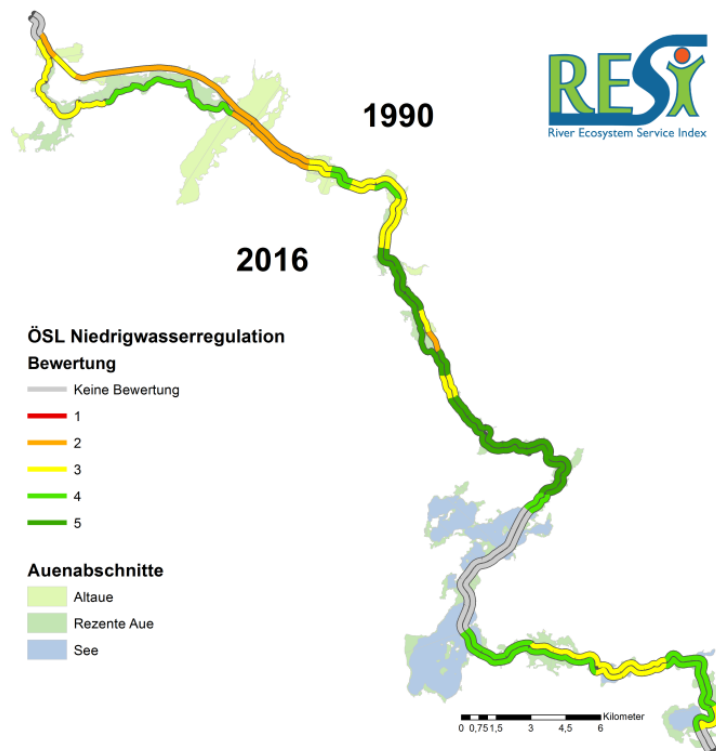 RESI
River Ecosystem Service Index
1990
2016
ÖSL Niedrigwasserregulation
Bewertung
Keine Bewertung
1
2
3
4
5
Auenabschnitte
Altaue
Rezente Aue
See
Kilometer
0 0,75 1,5 3 4,5 6